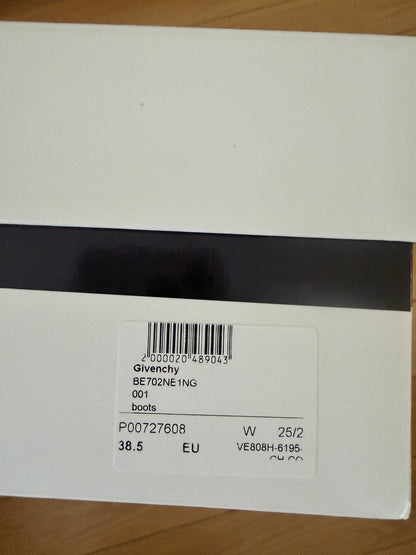 2 000020 489043
Givenchy
BE702NE1NG
001
boots
P00727608 W 25/2
38.5 EU VE808H-6195-